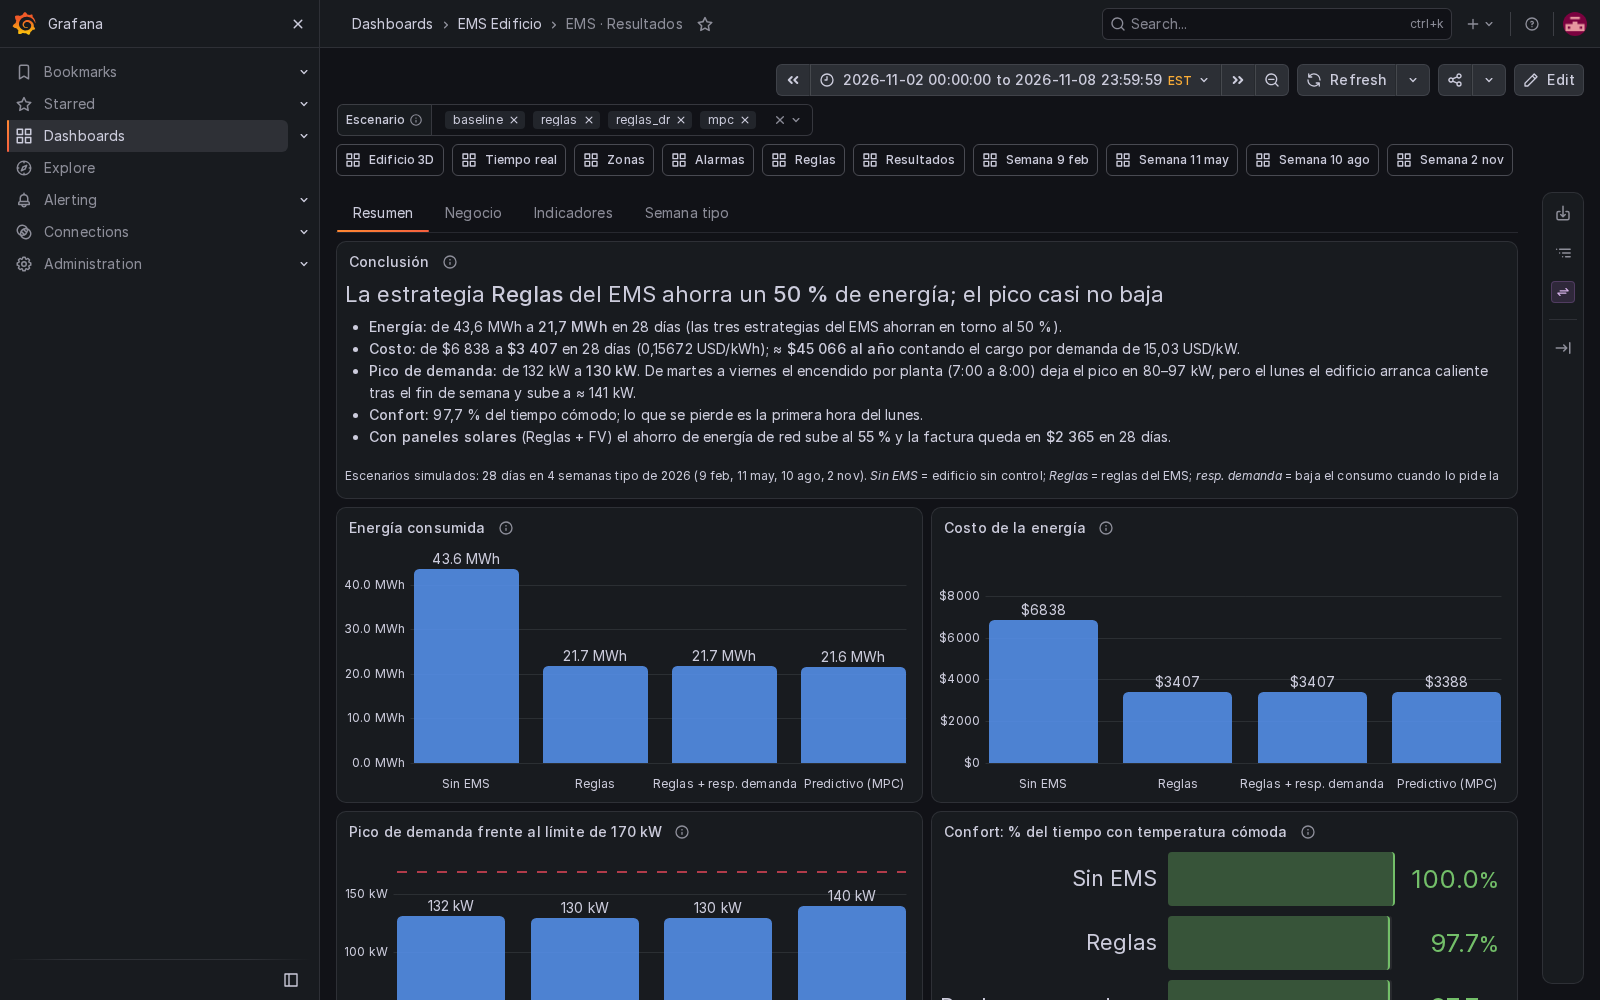 Grafana
Dashboards > EMS Edificio > EMS · Resultados
Search... ctrl+k
Bookmarks
Starred
Dashboards
Explore
Alerting
Connections
Administration
2026-11-02 00:00:00 to 2026-11-08 23:59:59 EST
Refresh
Edit
Escenario baseline reglas reglas_dr mpc
Edificio 3D Tiempo real Zonas Alarmas Reglas Resultados Semana 9 feb Semana 11 may Semana 10 ago Semana 2 nov
Resumen Negocio Indicadores Semana tipo
Conclusión
La estrategia Reglas del EMS ahorra un 50 % de energía; el pico casi no baja
• Energía: de 43,6 MWh a 21,7 MWh en 28 días (las tres estrategias del EMS ahorran en torno al 50 %).
• Costo: de $6 838 a $3 407 en 28 días (0,15672 USD/kWh); ≈ $45 066 al año contando el cargo por demanda de 15,03 USD/kW.
• Pico de demanda: de 132 kW a 130 kW. De martes a viernes el encendido por planta (7:00 a 8:00) deja el pico en 80–97 kW, pero el lunes el edificio arranca caliente
tras el fin de semana y sube a ≈ 141 kW.
• Confort: 97,7 % del tiempo cómodo; lo que se pierde es la primera hora del lunes.
• Con paneles solares (Reglas + FV) el ahorro de energía de red sube al 55 % y la factura queda en $2 365 en 28 días.
Escenarios simulados: 28 días en 4 semanas tipo de 2026 (9 feb, 11 may, 10 ago, 2 nov). Sin EMS = edificio sin control; Reglas = reglas del EMS; resp. demanda = baja el consumo cuando lo pide la
Energía consumida
43.6 MWh
40.0 MWh
30.0 MWh
21.7 MWh 21.7 MWh 21.6 MWh
20.0 MWh
10.0 MWh
0.0 MWh
Sin EMS Reglas Reglas + resp. demanda Predictivo (MPC)
Costo de la energía
$8000
$6838
$6000
$4000
$3407 $3407 $3388
$2000
$0
Sin EMS Reglas Reglas + resp. demanda Predictivo (MPC)
Pico de demanda frente al límite de 170 kW
150 kW
132 kW 130 kW 130 kW 140 kW
100 kW
Confort: % del tiempo con temperatura cómoda
Sin EMS 100.0%
Reglas 97.7%